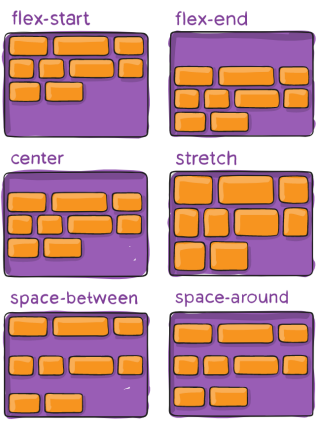 flex-start
flex-end
center
stretch
space-between
space-around